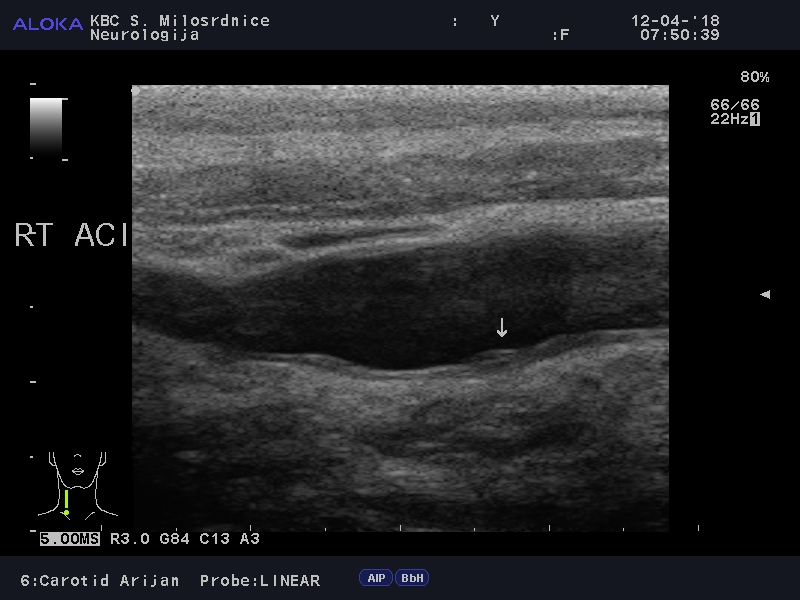 ALOKA KBC S. Milosrdnice : Y 12-04-'18
Neurologija :F 07:50:39
80%
66/66
22Hz1
RT ACI
5.00MS R3.0 G84 C13 A3
6:Carotid Arijan Probe:LINEAR AIP BbH